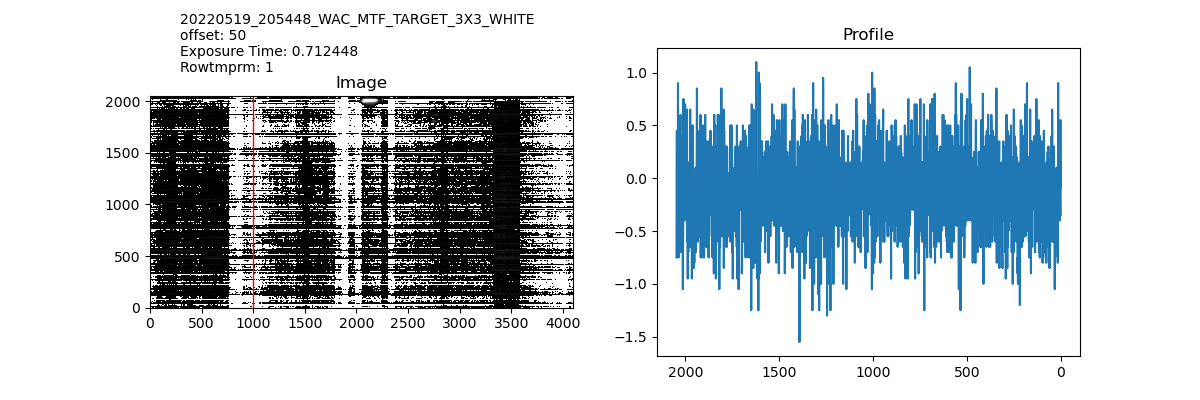 20220519_205448_WAC_MTF_TARGET_3X3_WHITE
offset: 50
Exposure Time: 0.712448
Rowtmprm: 1
Image
2000
1500
1000
500
0
0 500 1000 1500 2000 2500 3000 3500 4000
Profile
1.0
0.5
0.0
−0.5
−1.0
−1.5
2000 1500 1000 500 0